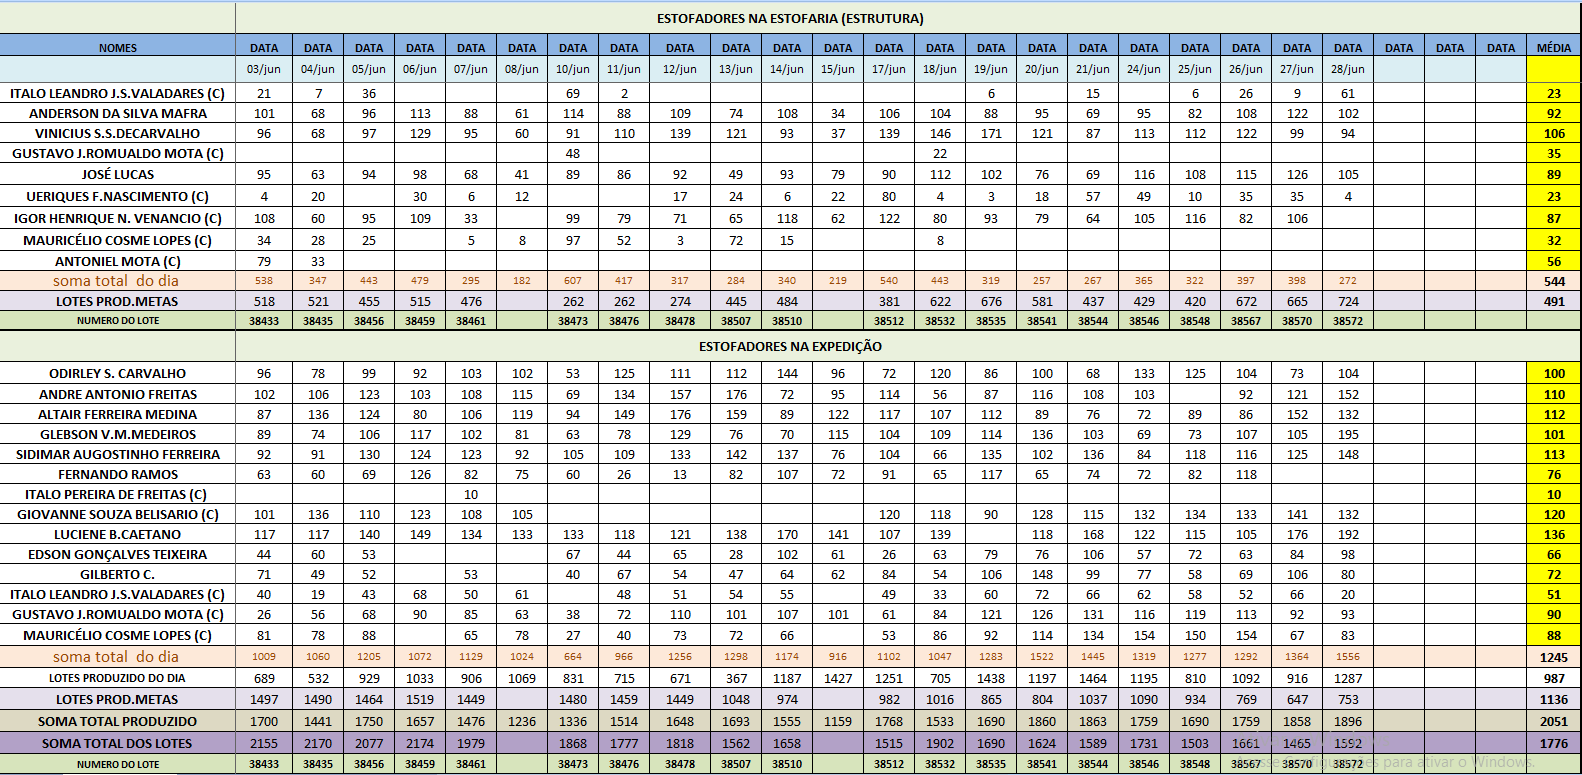 ESTOFADORES NA ESTOFARIA (ESTRUTURA)
NOMES DATA DATA DATA DATA DATA DATA DATA DATA DATA DATA DATA DATA DATA DATA DATA DATA DATA DATA DATA DATA DATA DATA DATA DATA DATA MÉDIA
03/jun 04/jun 05/jun 06/jun 07/jun 08/jun 10/jun 11/jun 12/jun 13/jun 14/jun 15/jun 17/jun 18/jun 19/jun 20/jun 21/jun 24/jun 25/jun 26/jun 27/jun 28/jun
ITALO LEANDRO J.S.VALADARES (C) 21 7 36 69 2 6 15 6 26 9 61 23
ANDERSON DA SILVA MAFRA 101 68 96 113 88 61 114 88 109 74 108 34 106 104 88 95 69 95 82 108 122 102 92
VINICIUS S.S.DECARVALHO 96 68 97 129 95 60 91 110 139 121 93 37 139 146 171 121 87 113 112 122 99 94 106
GUSTAVO J.ROMUALDO MOTA (C) 48 22 35
JOSÉ LUCAS 95 63 94 98 68 41 89 86 92 49 93 79 90 112 102 76 69 116 108 115 126 105 89
UERIQUES F.NASCIMENTO (C) 4 20 30 6 12 17 24 6 22 80 4 3 18 57 49 10 35 35 4 23
IGOR HENRIQUE N. VENANCIO (C) 108 60 95 109 33 99 79 71 65 118 62 122 80 93 79 64 105 116 82 106 87
MAURICÉLIO COSME LOPES (C) 34 28 25 5 8 97 52 3 72 15 8 32
ANTONIEL MOTA (C) 79 33 56
soma total do dia 538 347 443 479 295 182 607 417 317 284 340 219 540 443 319 257 267 365 322 397 398 272 544
LOTES PROD.METAS 518 521 455 515 476 262 262 274 445 484 381 622 676 581 437 429 420 672 665 724 491
NUMERO DO LOTE 38433 38435 38456 38459 38461 38473 38476 38478 38507 38510 38512 38532 38535 38541 38544 38546 38548 38567 38570 38572
ESTOFADORES NA EXPEDIÇÃO
ODIRLEY S. CARVALHO 96 78 99 92 103 102 53 125 111 112 144 96 72 120 86 100 68 133 125 104 73 104 100
ANDRE ANTONIO FREITAS 102 106 123 103 108 115 69 134 157 176 72 95 114 56 87 116 108 103 92 121 152 110
ALTAIR FERREIRA MEDINA 87 136 124 80 106 119 94 149 176 159 89 122 117 107 112 89 76 72 89 86 152 132 112
GLEBSON V.M.MEDEIROS 89 74 106 117 102 81 63 78 129 76 70 115 104 109 114 136 103 69 73 107 105 195 101
SIDIMAR AUGOSTINHO FERREIRA 92 91 130 124 123 92 105 109 133 142 137 76 104 66 135 102 136 84 118 116 125 148 113
FERNANDO RAMOS 63 60 69 126 82 75 60 26 13 82 107 72 91 65 117 65 74 72 82 118 76
ITALO PEREIRA DE FREITAS (C) 10 10
GIOVANNE SOUZA BELISARIO (C) 101 136 110 123 108 105 120 118 90 128 115 132 134 133 141 132 120
LUCIENE B.CAETANO 117 117 140 149 134 133 133 118 121 138 170 141 107 139 118 168 122 115 105 176 192 136
EDSON GONÇALVES TEIXEIRA 44 60 53 67 44 65 28 102 61 26 63 79 76 106 57 72 63 84 98 66
GILBERTO C. 71 49 52 53 40 67 54 47 64 62 84 54 106 148 99 77 58 69 106 80 72
ITALO LEANDRO J.S.VALADARES (C) 40 19 43 68 50 61 48 51 54 55 49 33 60 72 66 62 58 52 66 20 51
GUSTAVO J.ROMUALDO MOTA (C) 26 56 68 90 85 63 38 72 110 101 107 101 61 84 121 126 131 116 119 113 92 93 90
MAURICÉLIO COSME LOPES (C) 81 78 88 65 78 27 40 73 72 66 53 86 92 114 134 154 150 154 67 83 88
soma total do dia 1009 1060 1205 1072 1129 1024 664 966 1256 1298 1174 916 1102 1047 1283 1522 1445 1319 1277 1292 1364 1556 1245
LOTES PRODUZIDO DO DIA 689 532 929 1033 906 1069 831 715 671 367 1187 1427 1251 705 1438 1197 1464 1195 810 1092 916 1287 987
LOTES PROD.METAS 1497 1490 1464 1519 1449 1480 1459 1449 1048 974 982 1016 865 804 1037 1090 934 769 647 753 1136
SOMA TOTAL PRODUZIDO 1700 1441 1750 1657 1476 1236 1336 1514 1648 1693 1555 1159 1768 1533 1690 1860 1863 1759 1690 1759 1858 1896 2051
SOMA TOTAL DOS LOTES 2155 2170 2077 2174 1979 1868 1777 1818 1562 1658 1515 1902 1690 1624 1589 1731 1503 1661 1465 1592 1776
NUMERO DO LOTE 38433 38435 38456 38459 38461 38473 38476 38478 38507 38510 38512 38532 38535 38541 38544 38546 38548 38567 38570 38572
para ativar o Windows.